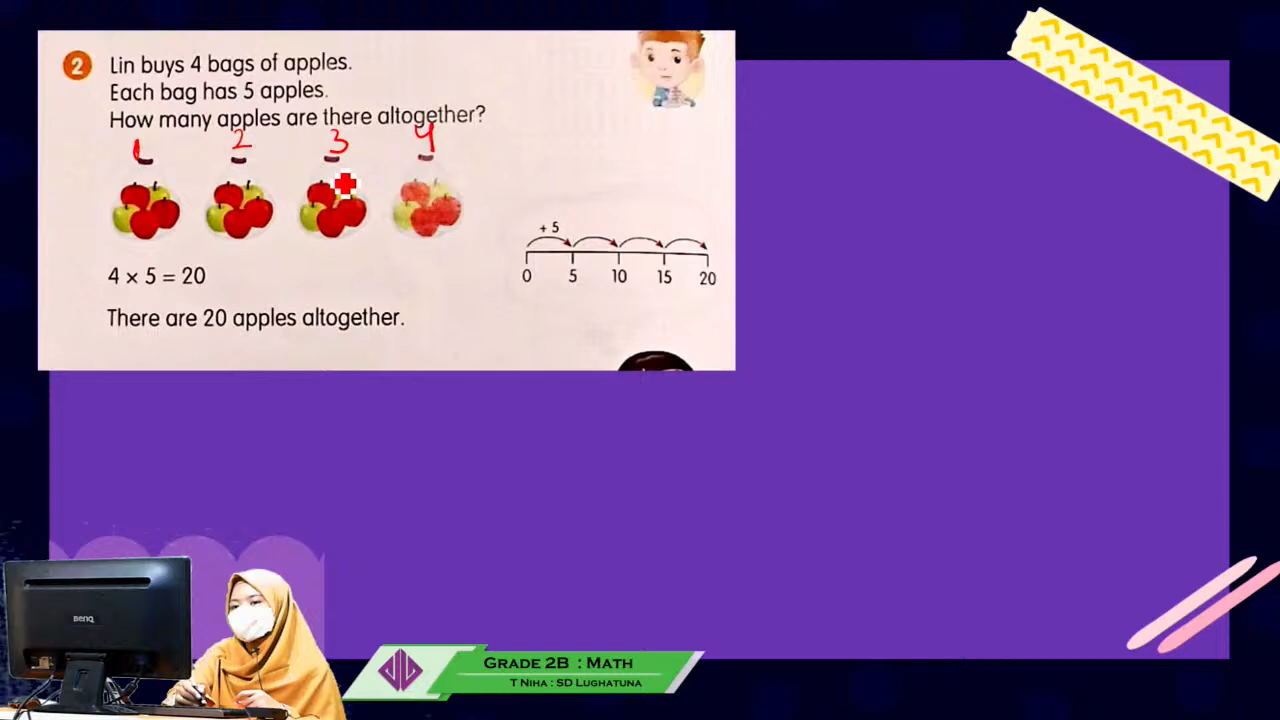 2 Lin buys 4 bags of apples.
Each bag has 5 apples.
How many apples are there altogether?
1 2 3 4
+ 5
0 5 10 15 20
4 × 5 = 20
There are 20 apples altogether.
BenQ
GRADE 2B : MATH
T NIHA : SD LUGHATUNA